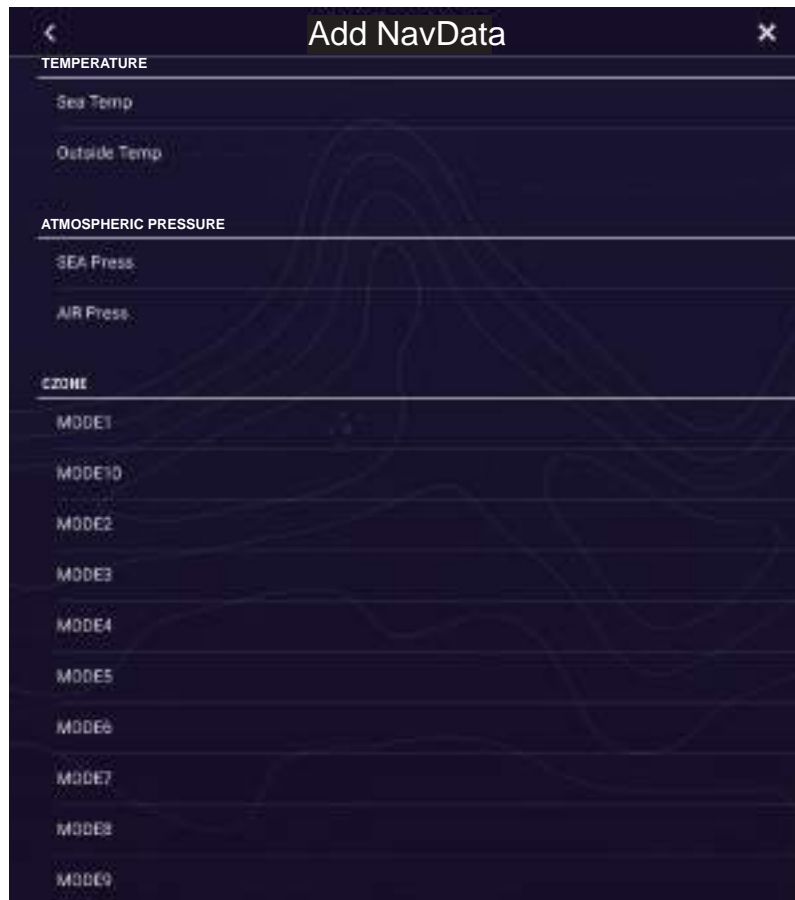 Add NavData
TEMPERATURE
Sea Temp
Outside Temp
ATMOSPHERIC PRESSURE
SEA Press
AIR Press
CZONE
MODE1
MODE10
MODE2
MODE3
MODE4
MODE5
MODE6
MODE7
MODE8
MODE9